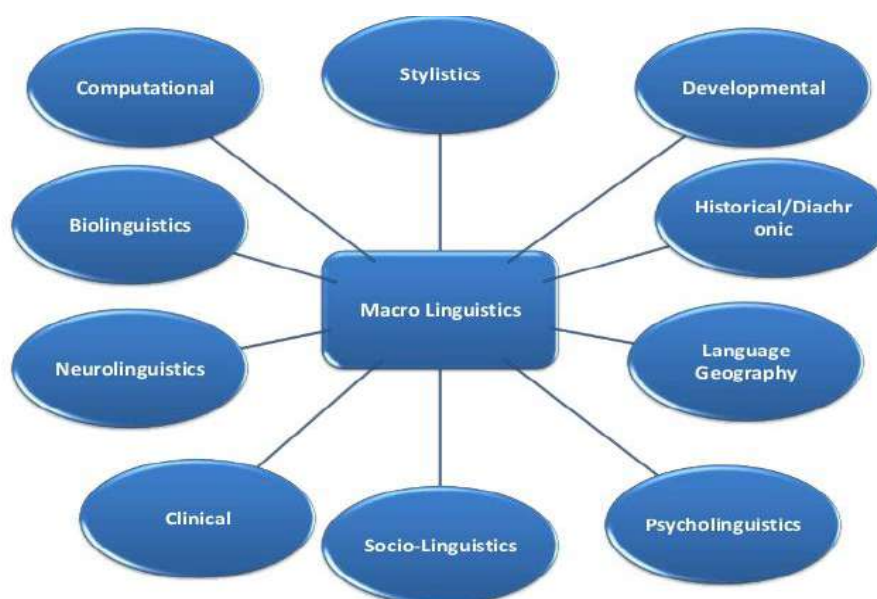 Computational
Stylistics
Developmental
Biolinguistics
Historical/Diachr
onic
Macro Linguistics
Neurolinguistics
Language
Geography
Clinical
Socio-Linguistics
Psycholinguistics